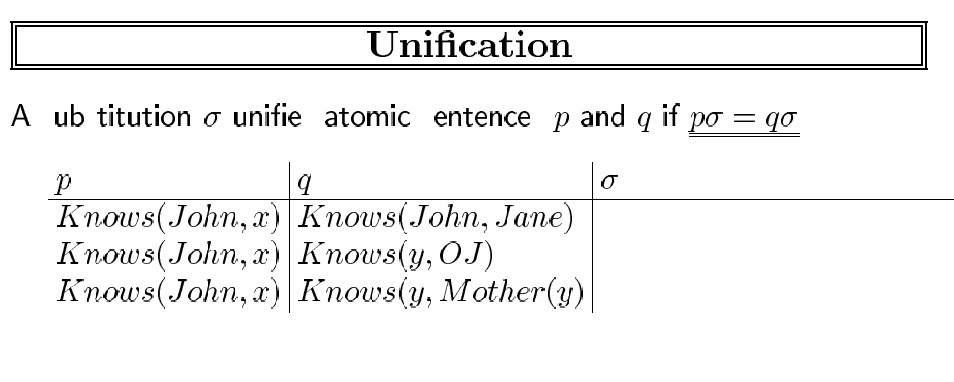 Unification
A ub titution σ unifie atomic entence p and q if pσ = qσ
p q σ
Knows(John, x) Knows(John, Jane)
Knows(John, x) Knows(y, OJ)
Knows(John, x) Knows(y, Mother(y)